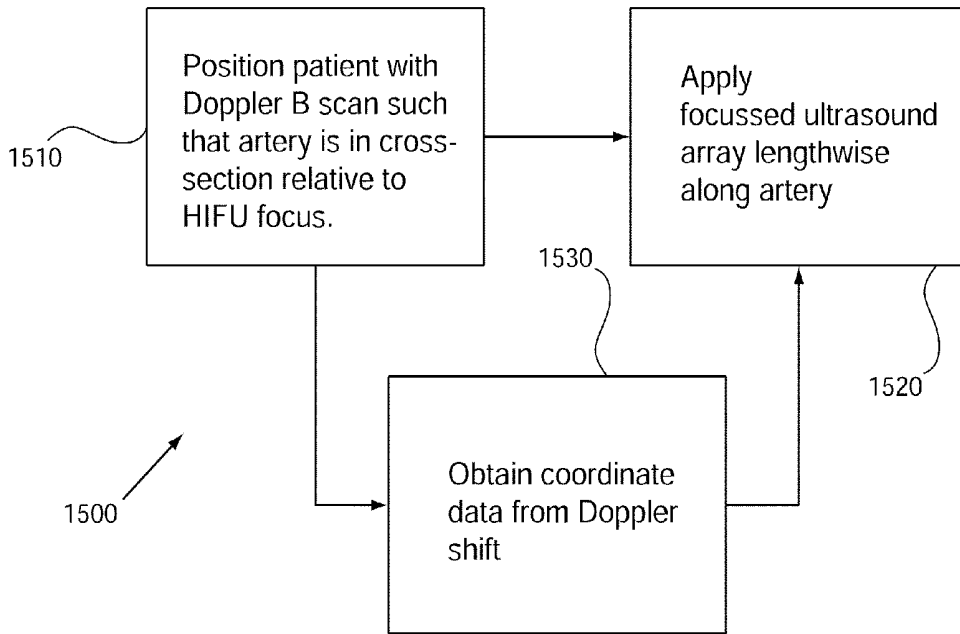 Position patient with
Doppler B scan such
that artery is in cross-
section relative to
HIFU focus.
1510
Apply
focussed ultrasound
array lengthwise
along artery
1520
1530
Obtain coordinate
data from Doppler
shift
1500